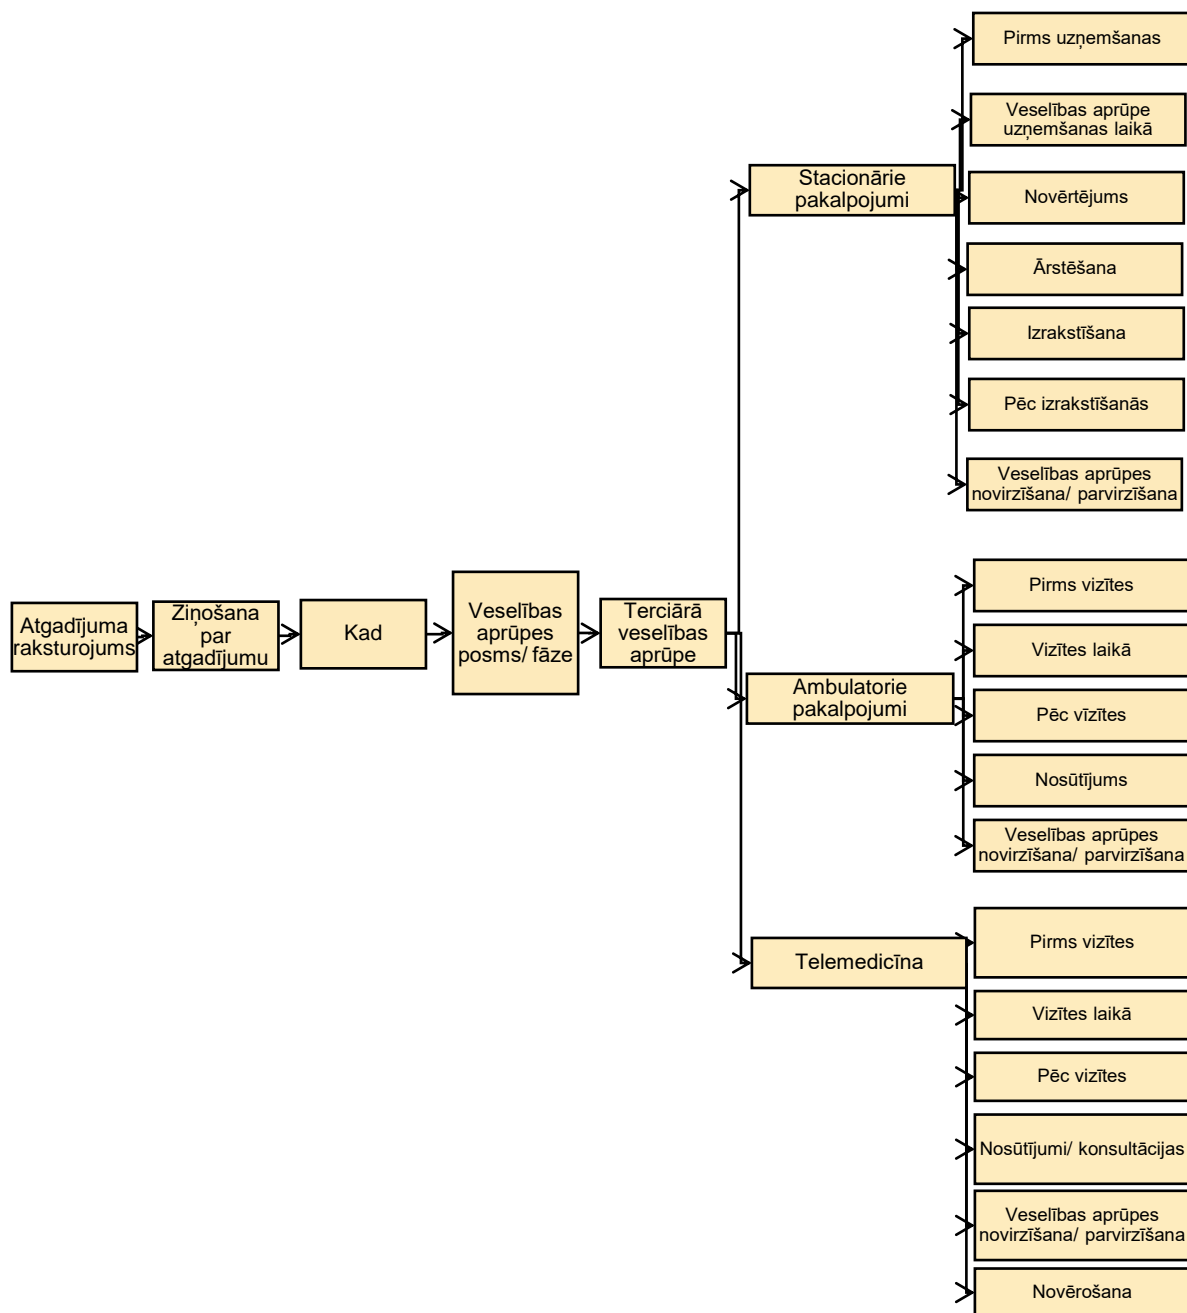 Atgadījuma
raksturojums
Ziņošana
par
atgadījumu
Kad
Veselības
aprūpes
posms/ fāze
Terciārā
veselības
aprūpe
Stacionārie
pakalpojumi
Pirms uzņemšanas
Veselības aprūpe
uzņemšanas laikā
Novērtējums
Ārstēšana
Izrakstīšana
Pēc izrakstīšanās
Veselības aprūpes
novirzīšana/ parvirzīšana
Ambulatorie
pakalpojumi
Pirms vizītes
Vizītes laikā
Pēc vīzītes
Nosūtījums
Veselības aprūpes
novirzīšana/ parvirzīšana
Telemedicīna
Pirms vizītes
Vizītes laikā
Pēc vizītes
Nosūtījumi/ konsultācijas
Veselības aprūpes
novirzīšana/ parvirzīšana
Novērošana